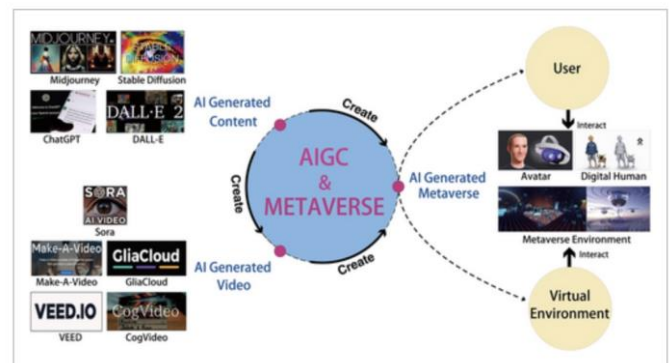 MIDJOURNEY
STABLE
DIFFUSION
Midjourney
Stable Diffusion
DALL·E 2
ChatGPT
DALL-E
AI Generated
Content
SORA
AI VIDEO
Sora
Make-A-Video
GliaCloud
Make-A-Video
GliaCloud
VEED.IO
CogVideo
VEED
CogVideo
AI Generated
Video
Create
Create
Create
AIGC
&
METAVERSE
AI Generated
Metaverse
User
Interact
Avatar
Digital Human
Metaverse Environment
Interact
Virtual
Environment